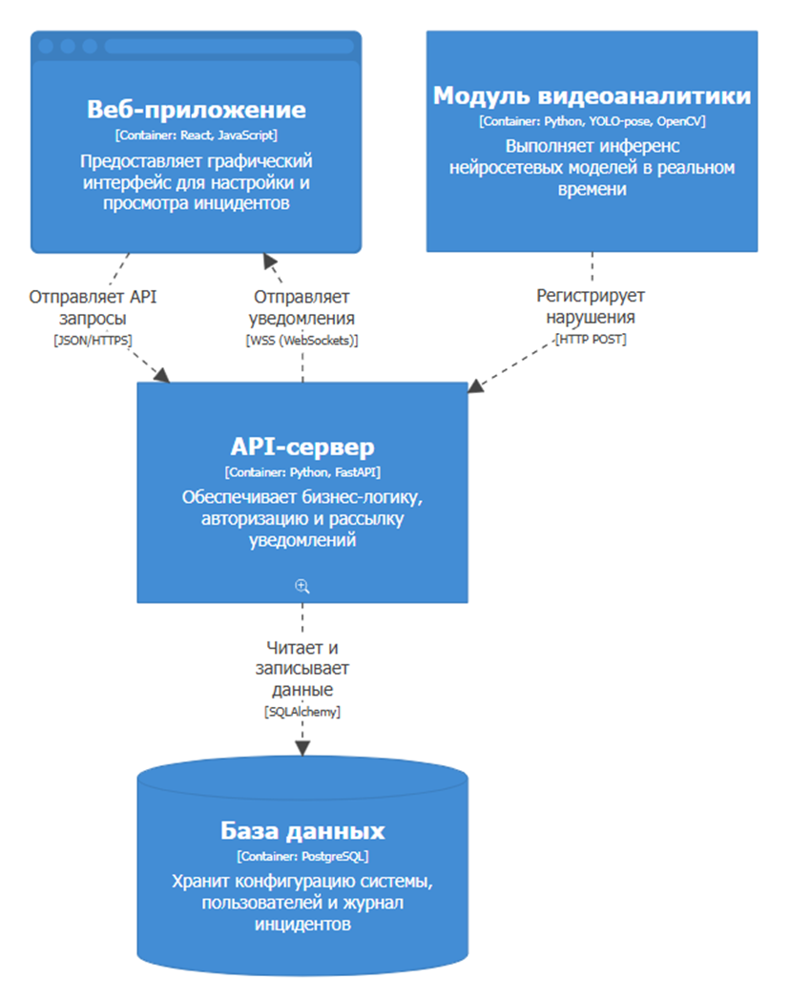 Веб-приложение
[Container: React, JavaScript]
Предоставляет графический
интерфейс для настройки и
просмотра инцидентов
Модуль видеоаналитики
[Container: Python, YOLO-pose, OpenCV]
Выполняет инференс
нейросетевых моделей в реальном
времени
Отправляет API
запросы
[JSON/HTTPS]
Отправляет
уведомления
[WSS (WebSockets)]
Регистрирует
нарушения
[HTTP POST]
API-сервер
[Container: Python, FastAPI]
Обеспечивает бизнес-логику,
авторизацию и рассылку
уведомлений
Читает и
записывает
данные
[SQLAlchemy]
База данных
[Container: PostgreSQL]
Хранит конфигурацию системы,
пользователей и журнал
инцидентов